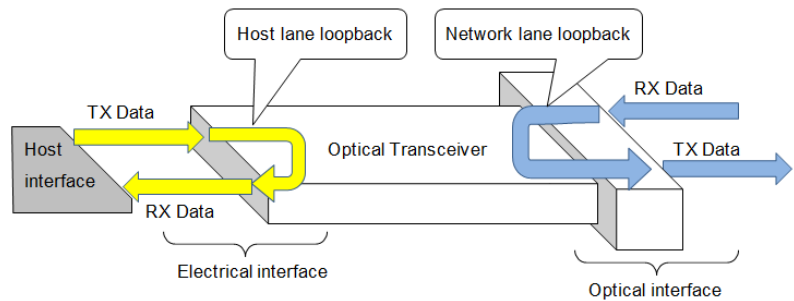 Host lane loopback
Network lane loopback
TX Data
RX Data
Host
interface
Optical Transceiver
TX Data
RX Data
Electrical interface
Optical interface